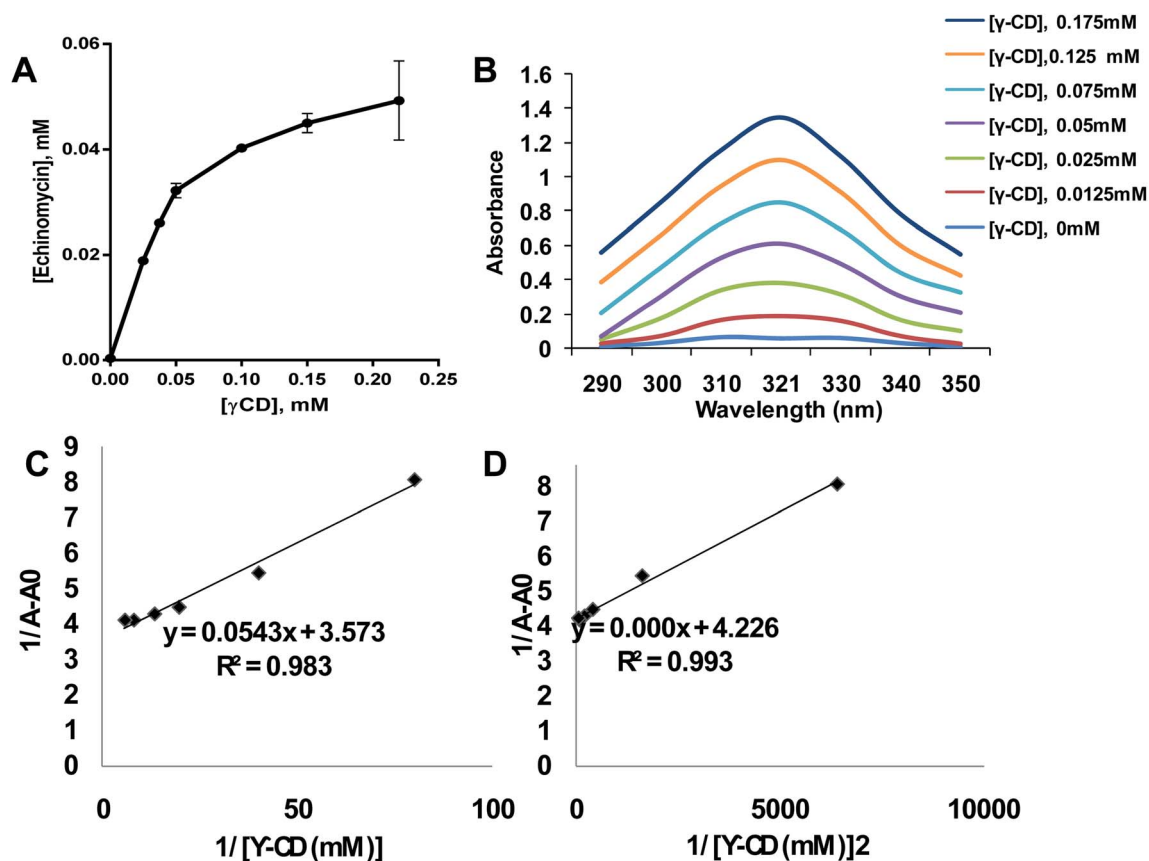 A
0.06
0.04
0.02
0.00
[Echinomycin], mM
0.00 0.05 0.10 0.15 0.20 0.25
[γCD], mM
B
1.6
1.4
1.2
1
0.8
0.6
0.4
0.2
0
Absorbance
290 300 310 321 330 340 350
Wavelength (nm)
[γ-CD], 0.175mM
[γ-CD],0.125 mM
[γ-CD], 0.075mM
[γ-CD], 0.05mM
[γ-CD], 0.025mM
[γ-CD], 0.0125mM
[γ-CD], 0mM
C
9
8
7
6
5
4
3
2
1
0
1/A-A0
y = 0.0543x + 3.573
R² = 0.983
0 50 100
1/[Y-CD (mM)]
D
8
7
6
5
4
3
2
1
0
1/A-A0
y = 0.000x + 4.226
R² = 0.993
0 5000 10000
1/[Y-CD (mM)]2